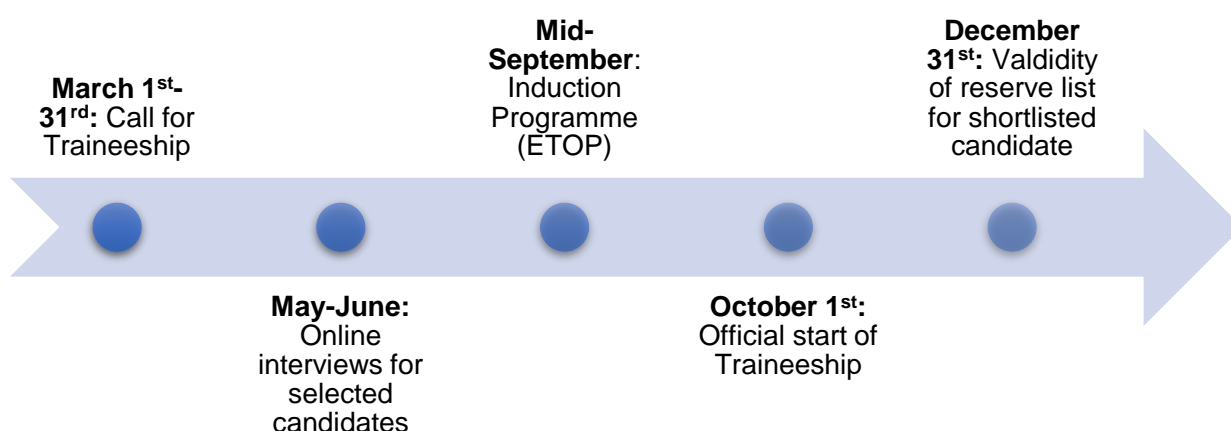 March 1st-
31rd: Call for
Traineeship
May-June:
Online
interviews for
selected
candidates
Mid-
September:
Induction
Programme
(ETOP)
October 1st:
Official start of
Traineeship
December
31st: Valdidity
of reserve list
for shortlisted
candidate